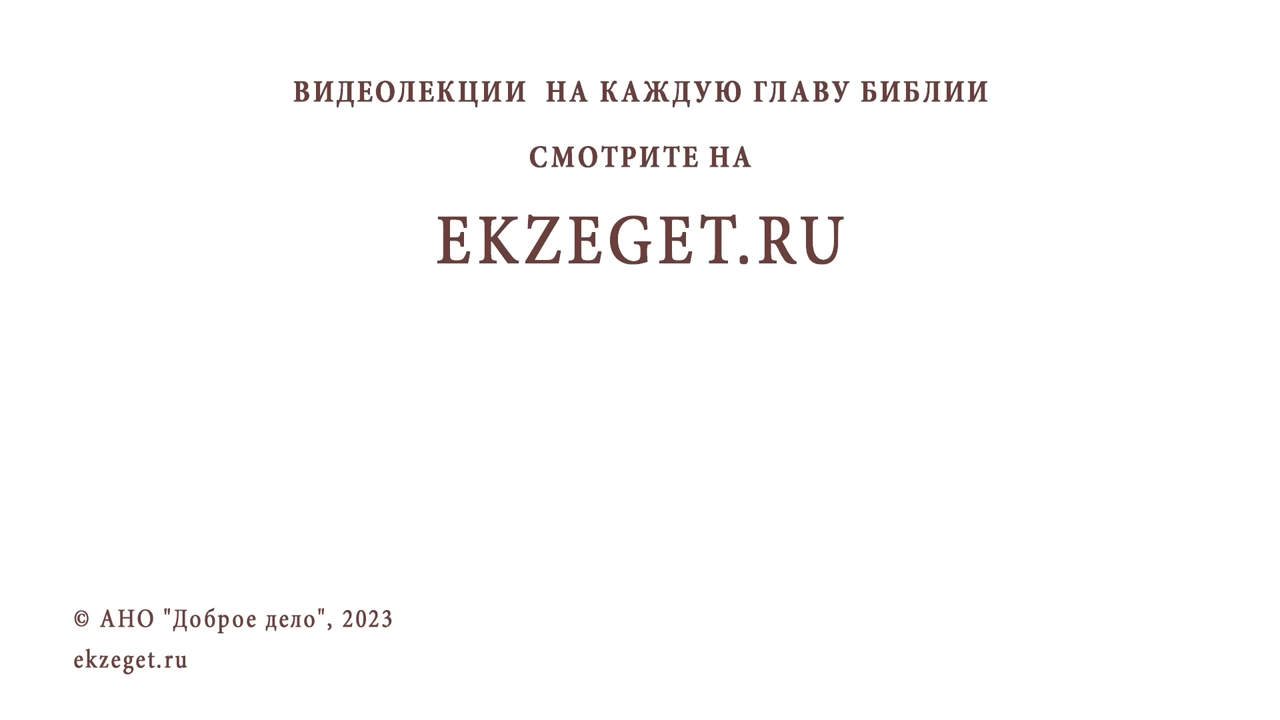 ВИДЕОЛЕКЦИИ НА КАЖДУЮ ГЛАВУ БИБЛИИ
СМОТРИТЕ НА
EKZEGET.RU
© АНО "Доброе дело", 2023
ekzeget.ru